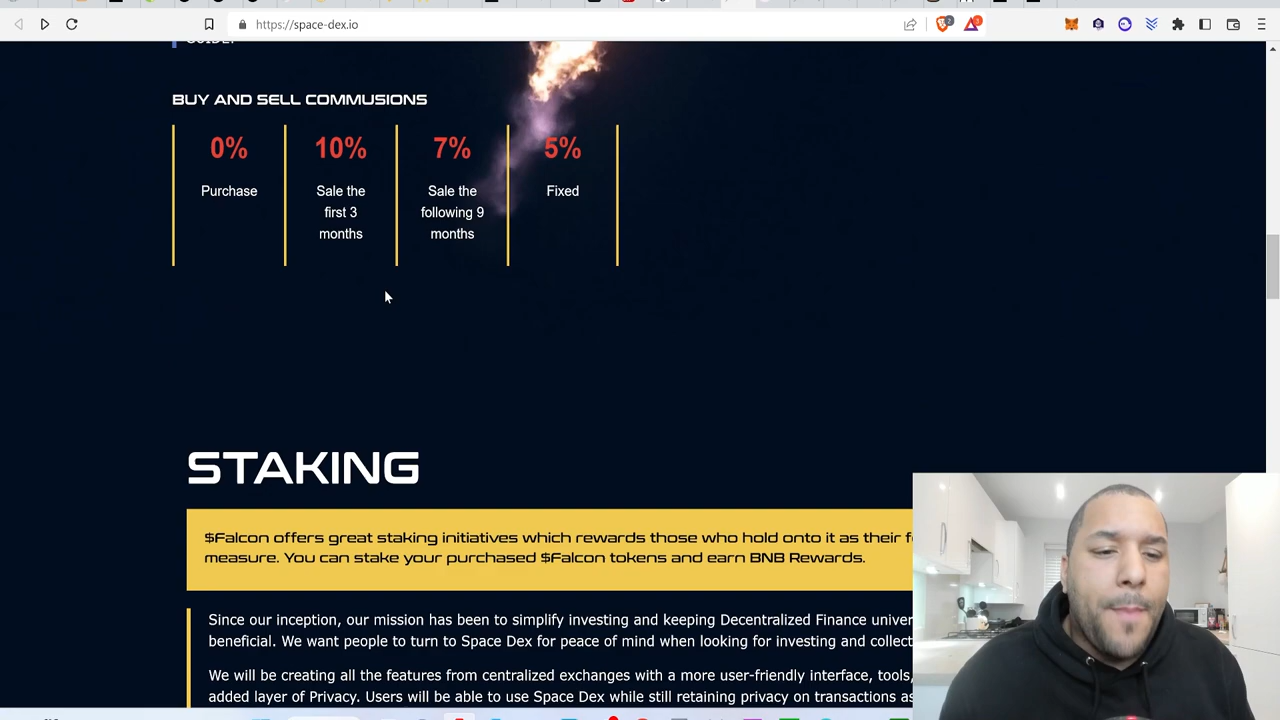 https://space-dex.io
2
3
GUIDE!
BUY AND SELL COMMUSIONS
0%
Purchase
10%
Sale the
first 3
months
7%
Sale the
following 9
months
5%
Fixed
STAKING
$Falcon offers great staking initiatives which rewards those who hold onto it as their
measure. You can stake your purchased $Falcon tokens and earn BNB Rewards.
Since our inception, our mission has been to simplify investing and keeping Decentralized Finance
beneficial. We want people to turn to Space Dex for peace of mind when looking for investing and
We will be creating all the features from centralized exchanges with a more user-friendly interface, tools,
added layer of Privacy. Users will be able to use Space Dex while still retaining privacy on transactions as